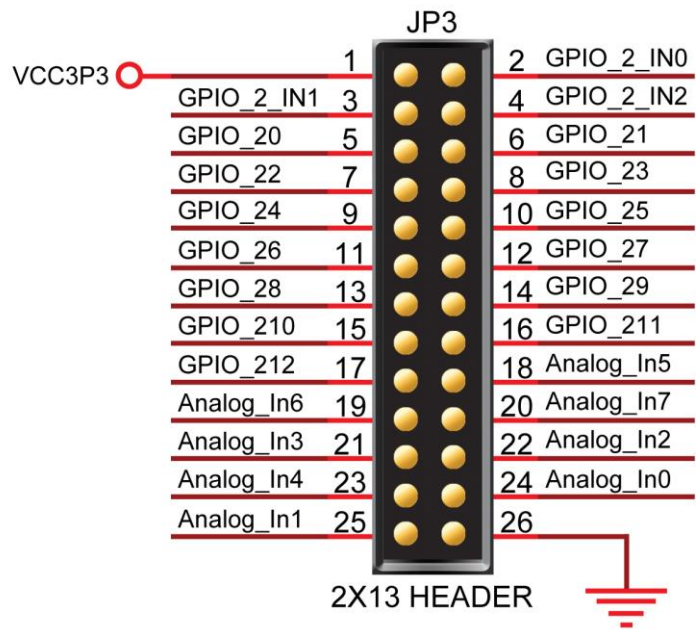 JP3
VCC3P3 1 2 GPIO_2_IN0
GPIO_2_IN1 3 4 GPIO_2_IN2
GPIO_20 5 6 GPIO_21
GPIO_22 7 8 GPIO_23
GPIO_24 9 10 GPIO_25
GPIO_26 11 12 GPIO_27
GPIO_28 13 14 GPIO_29
GPIO_210 15 16 GPIO_211
GPIO_212 17 18 Analog_In5
Analog_In6 19 20 Analog_In7
Analog_In3 21 22 Analog_In2
Analog_In4 23 24 Analog_In0
Analog_In1 25 26
2X13 HEADER